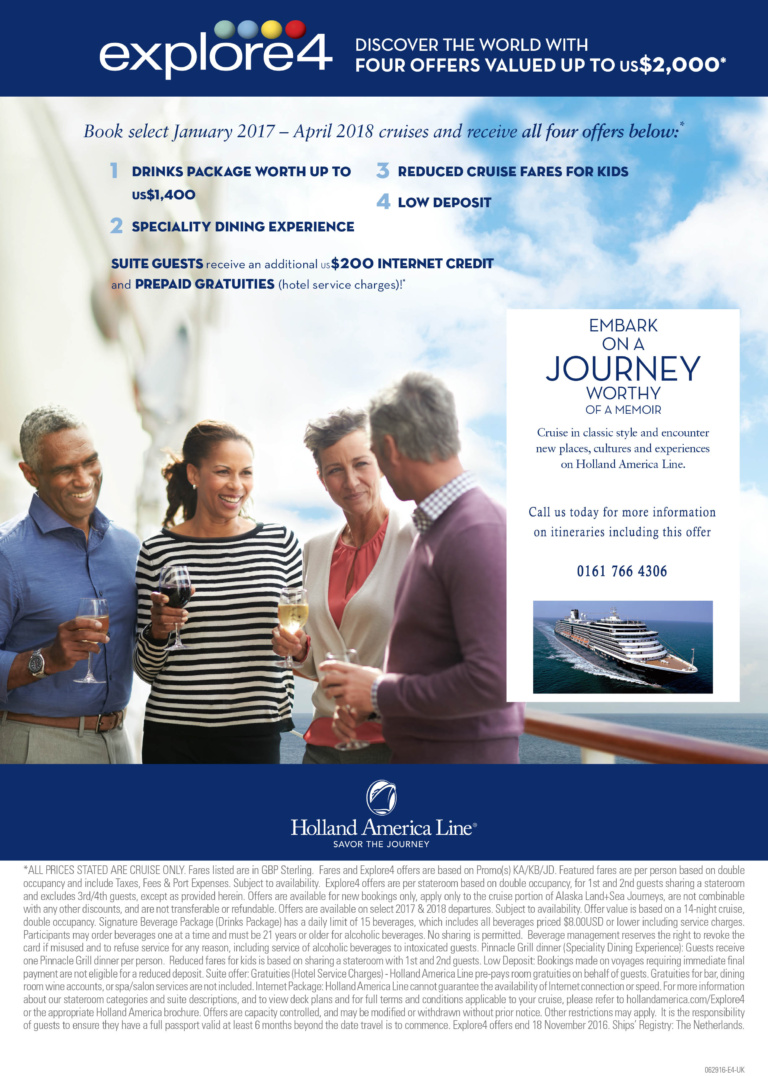 explore4
DISCOVER THE WORLD WITH
FOUR OFFERS VALUED UP TO US$2,000*
Book select January 2017 – April 2018 cruises and receive all four offers below:*
1 DRINKS PACKAGE WORTH UP TO
US$1,400
2 SPECIALITY DINING EXPERIENCE
3 REDUCED CRUISE FARES FOR KIDS
4 LOW DEPOSIT
SUITE GUESTS receive an additional US$200 INTERNET CREDIT
and PREPAID GRATUITIES (hotel service charges)!*
EMBARK
ON A
JOURNEY
WORTHY
OF A MEMOIR
Cruise in classic style and encounter
new places, cultures and experiences
on Holland America Line.
Call us today for more information
on itineraries including this offer
0161 766 4306
Holland America Line®
SAVOR THE JOURNEY
*ALL PRICES STATED ARE CRUISE ONLY. Fares listed are in GBP Sterling. Fares and Explore4 offers are based on Promo(s) KA/KB/JD. Featured fares are per person based on double
occupancy and include Taxes, Fees & Port Expenses. Subject to availability. Explore4 offers are per stateroom based on double occupancy, for 1st and 2nd guests sharing a stateroom
and excludes 3rd/4th guests, except as provided herein. Offers are available for new bookings only, apply only to the cruise portion of Alaska Land+Sea Journeys, are not combinable
with any other discounts, and are not transferable or refundable. Offers are available on select 2017 & 2018 departures. Subject to availability. Offer value is based on a 14-night cruise,
double occupancy. Signature Beverage Package (Drinks Package) has a daily limit of 15 beverages, which includes all beverages priced $8.00USD or lower including service charges.
Participants may order beverages one at a time and must be 21 years or older for alcoholic beverages. No sharing is permitted. Beverage management reserves the right to revoke the
card if misused and to refuse service for any reason, including service of alcoholic beverages to intoxicated guests. Pinnacle Grill dinner (Speciality Dining Experience): Guests receive
one Pinnacle Grill dinner per person. Reduced fares for kids is based on sharing a stateroom with 1st and 2nd guests. Low Deposit: Bookings made on voyages requiring immediate final
payment are not eligible for a reduced deposit. Suite offer: Gratuities (Hotel Service Charges) - Holland America Line pre-pays room gratuities on behalf of guests. Gratuities for bar, dining
room wine accounts, or spa/salon services are not included. Internet Package: Holland America Line cannot guarantee the availability of Internet connection or speed. For more information
about our stateroom categories and suite descriptions, and to view deck plans and for full terms and conditions applicable to your cruise, please refer to hollandamerica.com/Explore4
or the appropriate Holland America brochure. Offers are capacity controlled, and may be modified or withdrawn without prior notice. Other restrictions may apply. It is the responsibility
of guests to ensure they have a full passport valid at least 6 months beyond the date travel is to commence. Explore4 offers end 18 November 2016. Ships' Registry: The Netherlands.
062916-E4-UK